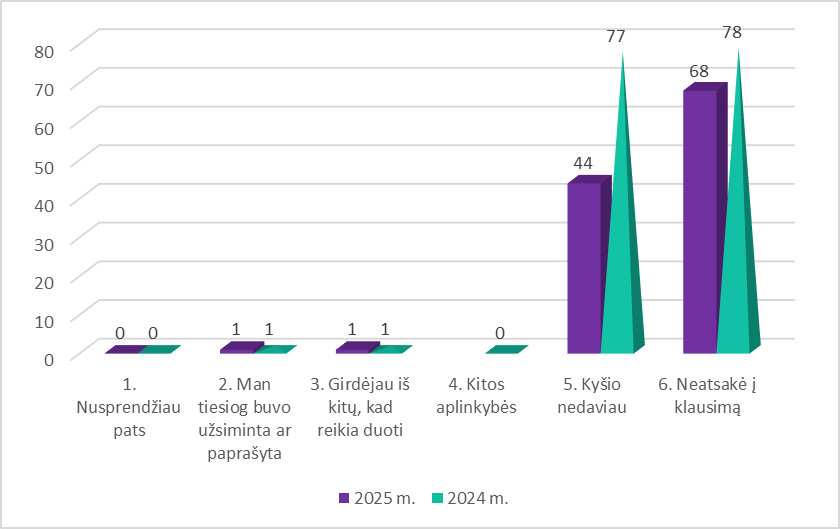 80
70
60
50
40
30
20
10
0
0
0
1
1
1
1
0
44
77
68
78
1.
Nusprendžiau
pats
2. Man
tiesiog buvo
užsiminta ar
paprašyta
3. Girdėjau iš
kitų, kad
reikia duoti
4. Kitos
aplinkybės
5. Kyšio
nedaviau
6. Neatsakė į
klausimą
2025 m.
2024 m.